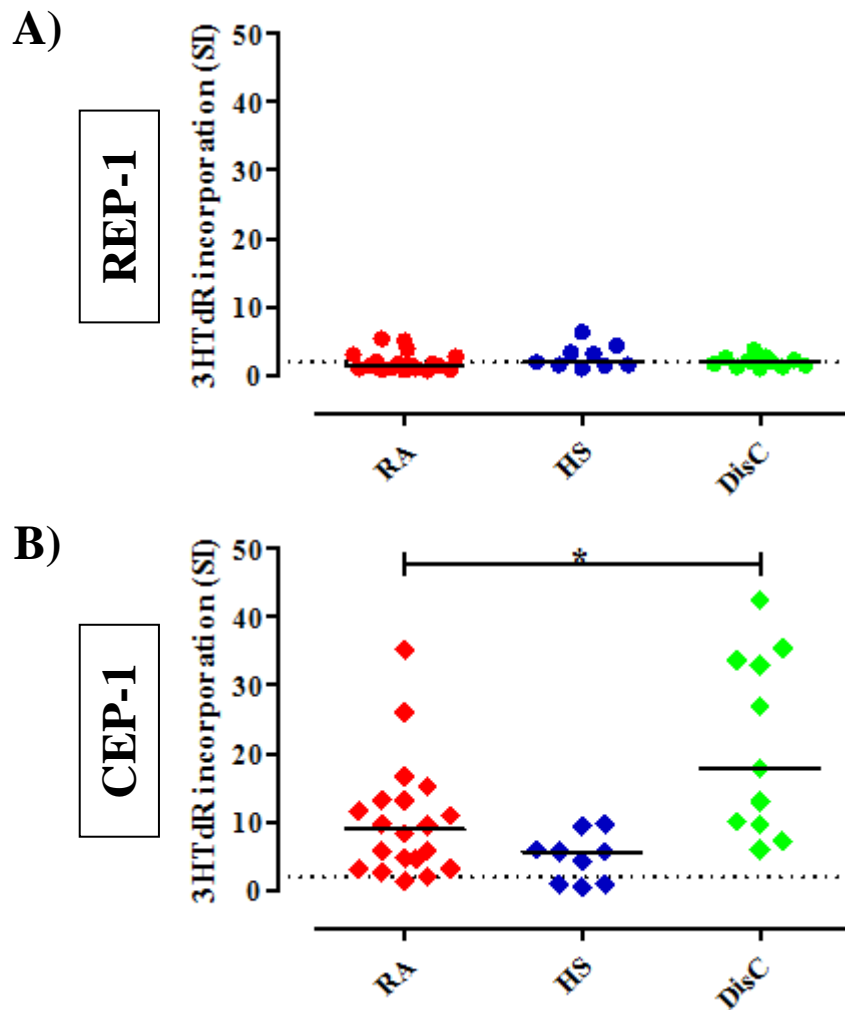 A)
REP-1
3HTdR incorporation (SI)
50
40
30
20
10
0
RA
HS
DisC
B)
CEP-1
3HTdR incorporation (SI)
50
40
30
20
10
0
*
RA
HS
DisC